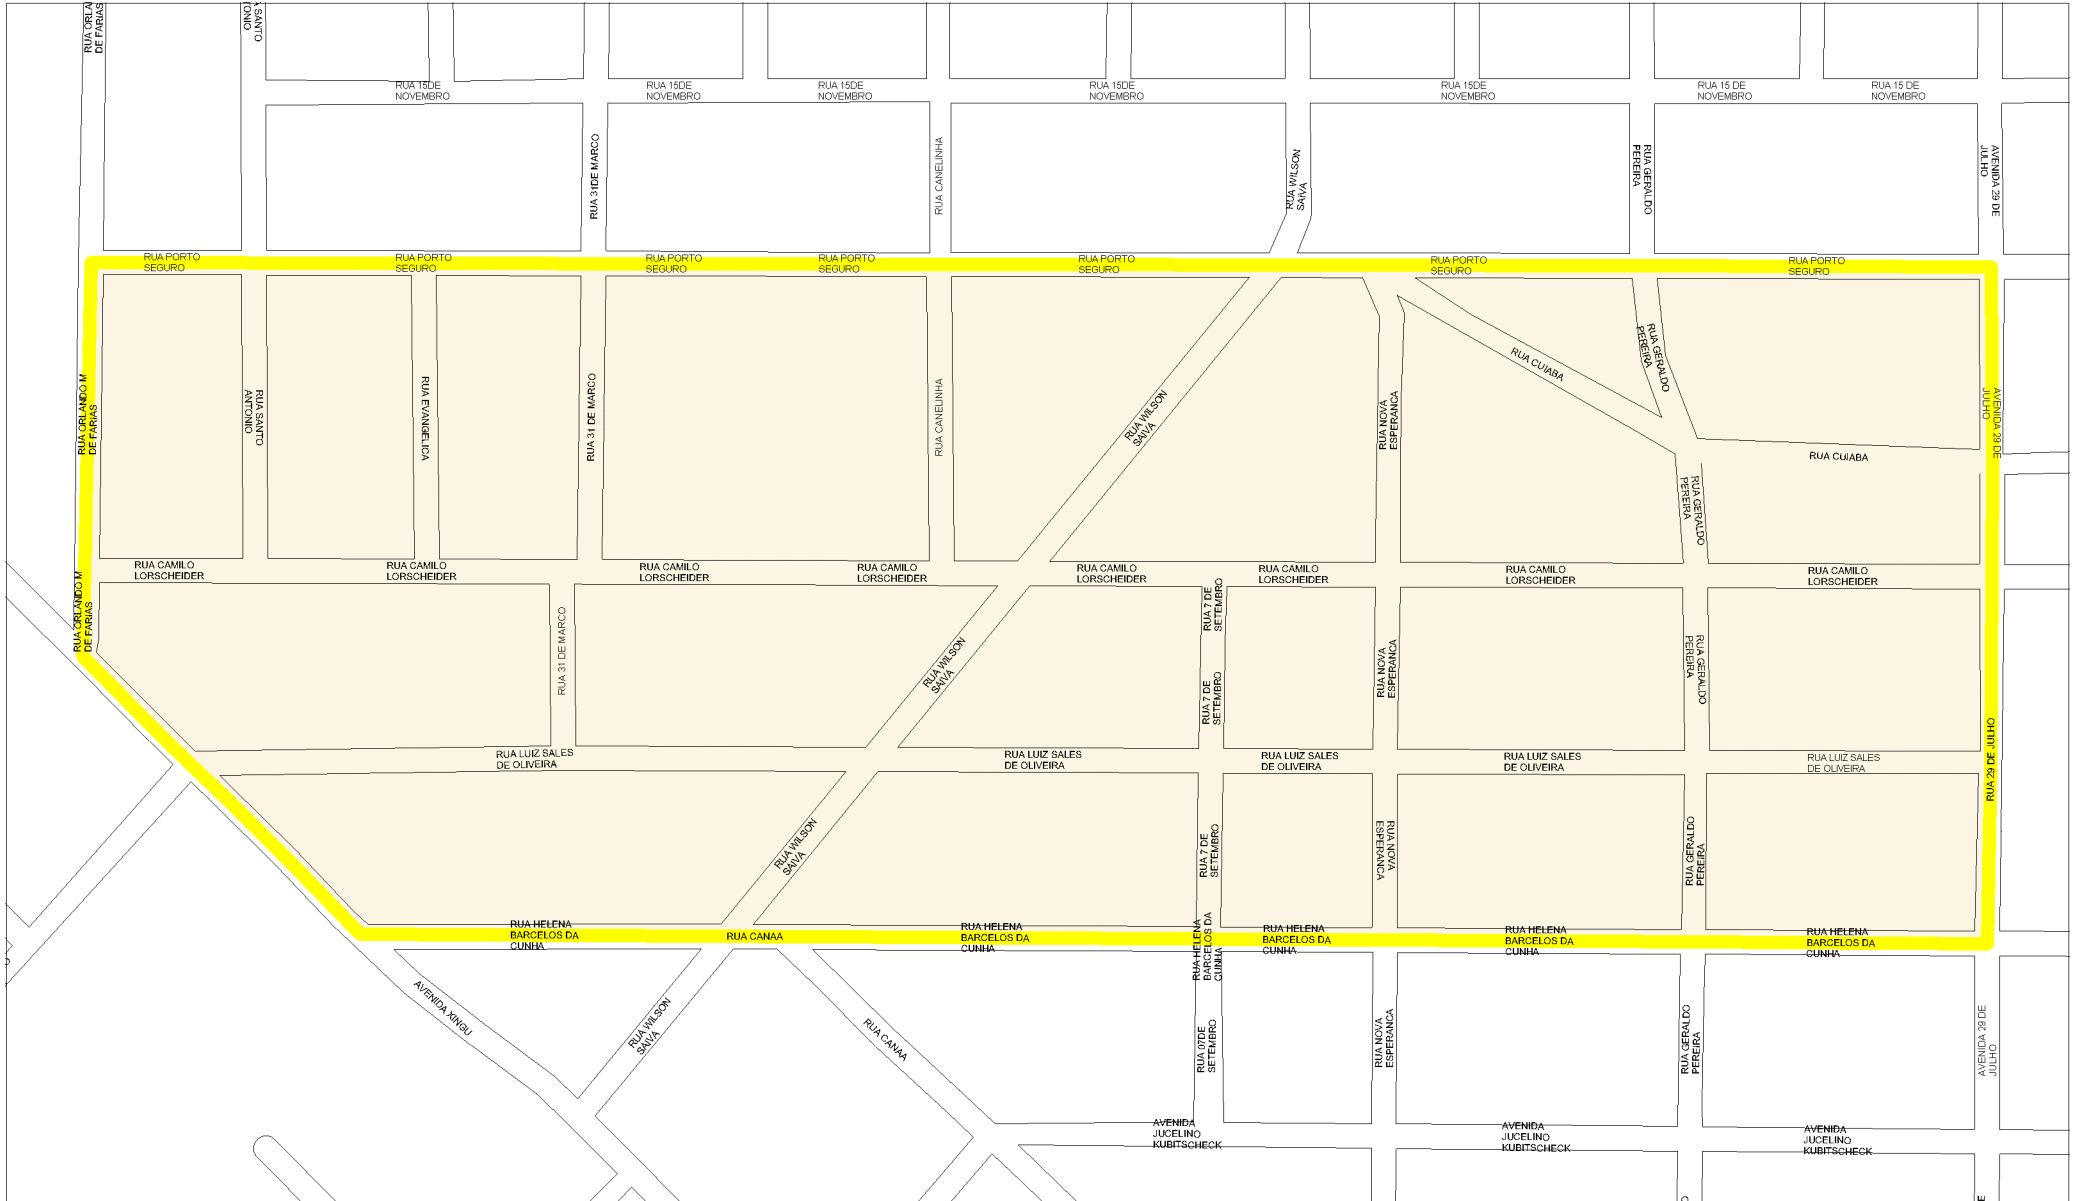 RUA ORLA
DE FARIAS
A SANTO
TONIO
RUA 15DE
NOVEMBRO
RUA 15DE
NOVEMBRO
RUA 15DE
NOVEMBRO
RUA 15DE
NOVEMBRO
RUA 15DE
NOVEMBRO
RUA 15 DE
NOVEMBRO
RUA 15 DE
NOVEMBRO
RUA 31DE MARCO
RUA CANELINHA
RUA WILSON
SAIVA
RUA GERALDO
PEREIRA
AVENIDA 29 DE
JULHO
RUA PORTO
SEGURO
RUA PORTO
SEGURO
RUA PORTO
SEGURO
RUA PORTO
SEGURO
RUA PORTO
SEGURO
RUA PORTO
SEGURO
RUA PORTO
SEGURO
RUA ORLANDO M
DE FARIAS
RUA SANTO
ANTONIO
RUA EVANGELICA
RUA 31 DE MARCO
RUA CANELINHA
RUA WILSON
SAIVA
RUA NOVA
ESPERANCA
RUA CUIABA
RUA GERALDO
PEREIRA
AVENIDA 29 DE
JULHO
RUA CUIABA
RUA GERALDO
PEREIRA
RUA CAMILO
LORSCHEIDER
RUA CAMILO
LORSCHEIDER
RUA CAMILO
LORSCHEIDER
RUA CAMILO
LORSCHEIDER
RUA CAMILO
LORSCHEIDER
RUA CAMILO
LORSCHEIDER
RUA CAMILO
LORSCHEIDER
RUA CAMILO
LORSCHEIDER
RUA ORLANDO M
DE FARIAS
RUA 31 DE MARCO
RUA WILSON
SAIVA
RUA 7 DE
SETEMBRO
RUA 7 DE
SETEMBRO
RUA NOVA
ESPERANCA
RUA GERALDO
PEREIRA
RUA 29 DE JULHO
RUA LUIZ SALES
DE OLIVEIRA
RUA LUIZ SALES
DE OLIVEIRA
RUA LUIZ SALES
DE OLIVEIRA
RUA LUIZ SALES
DE OLIVEIRA
RUA LUIZ SALES
DE OLIVEIRA
RUA WILSON
SAIVA
RUA 7 DE
SETEMBRO
RUA NOVA
ESPERANCA
RUA GERALDO
PEREIRA
RUA HELENA
BARCELOS DA
CUNHA
RUA CANAA
RUA HELENA
BARCELOS DA
CUNHA
RUA HELENA
BARCELOS DA
CUNHA
RUA HELENA
BARCELOS DA
CUNHA
RUA HELENA
BARCELOS DA
CUNHA
RUA HELENA
BARCELOS DA
CUNHA
AVENIDA XINGU
RUA WILSON
SAIVA
RUA CANAA
RUA 07DE
SETEMBRO
RUA NOVA
ESPERANCA
RUA GERALDO
PEREIRA
AVENIDA 29 DE
JULHO
AVENIDA
JUCELINO
KUBITSCHECK
AVENIDA
JUCELINO
KUBITSCHECK
AVENIDA
JUCELINO
KUBITSCHECK